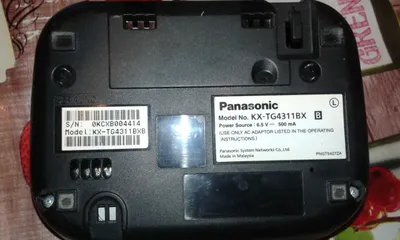 S/N: 0KCXB004414
Model:KX-TG4311BXB
Panasonic
Model No. KX-TG4311BX B
Power Source : 6.5 V 500 mA
(USE ONLY AC ADAPTOR LISTED IN THE OPERATING
INSTRUCTIONS)
Panasonic System Networks Co., Ltd.
Made in Malaysia
L